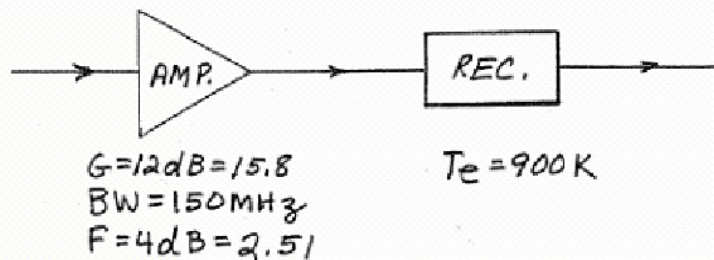 AMP.
REC.
G=12dB=15.8
Te=900K
BW=150MHz
F=4dB=2.51